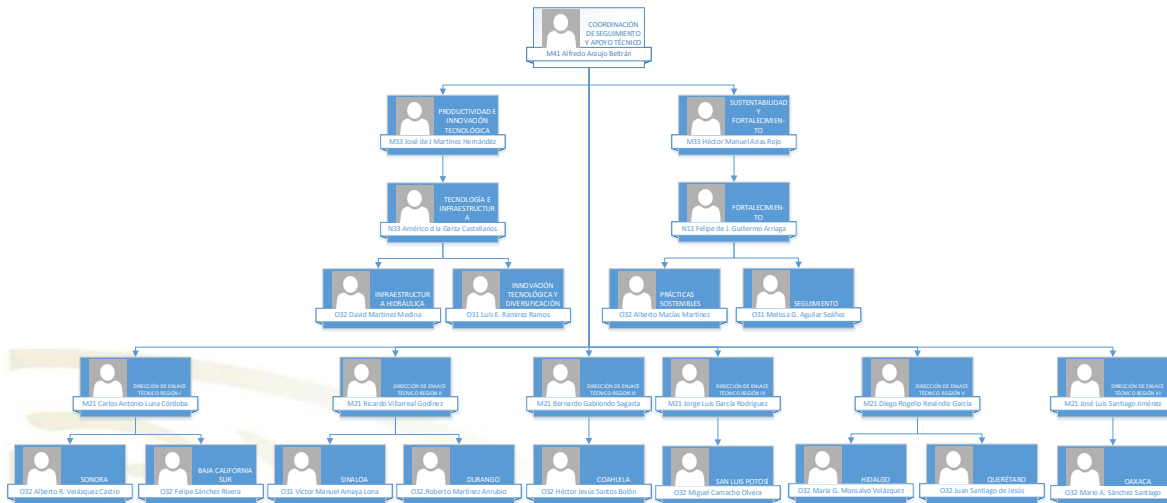 COORDINACIÓN
DE SEGUIMIENTO
Y APOYO TÉCNICO
M41 Alfredo Araujo Beltrán
PRODUCTIVIDAD E
INNOVACIÓN
TECNOLÓGICA
M33 José de J Martínez Hernández
SUSTENTABILIDAD
Y
FORTALECIMIEN-
TO
M33 Héctor Manuel Arias Rojo
TECNOLOGÍA E
INFRAESTRUCTUR
A
N33 Américo d la Garza Castellanos
FORTALECIMIEN-
TO
N11 Felipe de J. Guillermo Arriaga
INFRAESTRUCTUR
A HIDRÁULICA
O32 David Martínez Medina
INNOVACIÓN
TECNOLÓGICA Y
DIVERSIFICACIÓN
O31 Luis E. Ramírez Ramos
PRÁCTICAS
SOSTENIBLES
O32 Alberto Macías Martínez
SEGUIMIENTO
O31 Melissa G. Aguilar Seáñez
DIRECCIÓN DE ENLACE
TÉCNICO REGIÓN I
M21 Carlos Antonio Luna Córdoba
DIRECCIÓN DE ENLACE
TÉCNICO REGIÓN II
M21 Ricardo Villarreal Godínez
DIRECCIÓN DE ENLACE
TÉCNICO REGIÓN III
M21 Bernardo Gabilondo Sagasta
DIRECCIÓN DE ENLACE
TÉCNICO REGIÓN IV
M21 Jorge Luis García Rodríguez
DIRECCIÓN DE ENLACE
TÉCNICO REGIÓN V
M21 Diego Rogelio Reséndiz García
DIRECCIÓN DE ENLACE
TÉCNICO REGIÓN VI
M21 José Luis Santiago Jiménez
SONORA
O32 Alberto R. Velázquez Castro
BAJA CALIFORNIA
SUR
O32 Felipe Sánchez Rivera
SINALOA
O31 Víctor Manuel Amaya Loria
DURANGO
O32.Roberto Martínez Anrubio
COAHULA
O32 Héctor Jesús Santos Bolón
SAN LUIS POTOSÍ
O32 Miguel Camacho Olvera
HIDALGO
O32 María G. Monsalvo Velázquez
QUERÉTARO
O32 Juan Santiago de Jesús
OAXACA
O32 Mario A. Sánchez Santiago